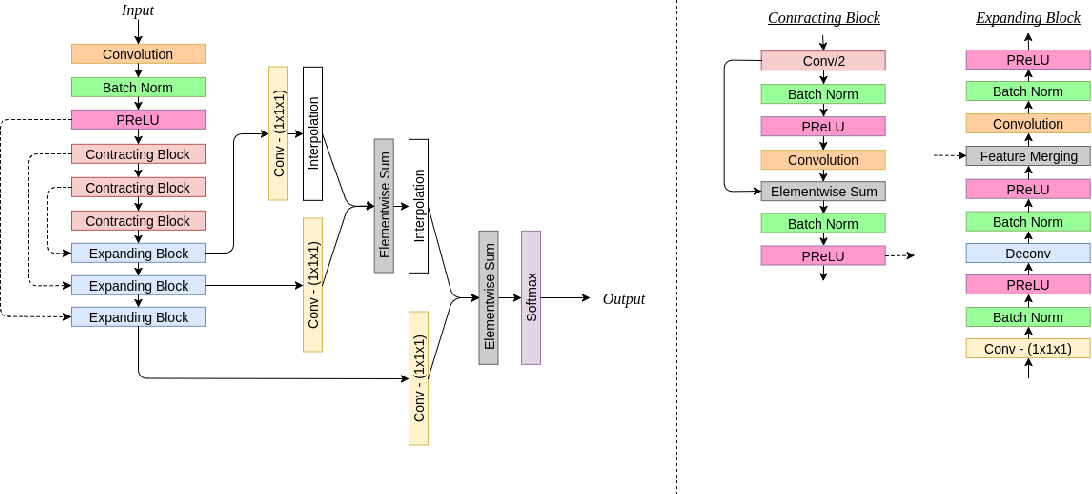 Input
Convolution
Batch Norm
PReLU
Contracting Block
Contracting Block
Contracting Block
Expanding Block
Expanding Block
Expanding Block
Conv - (1x1x1)
Interpolation
Conv - (1x1x1)
Elementwise Sum
Interpolation
Conv - (1x1x1)
Elementwise Sum
Softmax
Output
Contracting Block
Conv/2
Batch Norm
PReLU
Convolution
Elementwise Sum
Batch Norm
PReLU
Expanding Block
PReLU
Batch Norm
Convolution
Feature Merging
PReLU
Batch Norm
Deconv
PReLU
Batch Norm
Conv - (1x1x1)